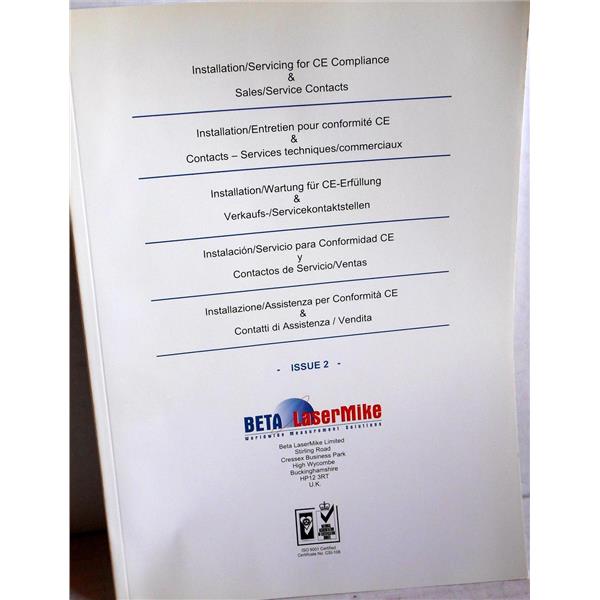 Installation/Servicing for CE Compliance
&
Sales/Service Contacts
Installation/Entretien pour conformité CE
&
Contacts – Services techniques/commerciaux
Installation/Wartung für CE-Erfüllung
&
Verkaufs-/Servicekontaktstellen
Instalación/Servicio para Conformidad CE
y
Contactos de Servicio/Ventas
Installazione/Assistenza per Conformità CE
&
Contatti di Assistenza / Vendita
- ISSUE 2 -
BETA LaserMike
Worldwide Measurement Solutions
Beta LaserMike Limited
Stirling Road
Cressex Business Park
High Wycombe
Buckinghamshire
HP12 3RT
U.K.
ISO 9001 Certified